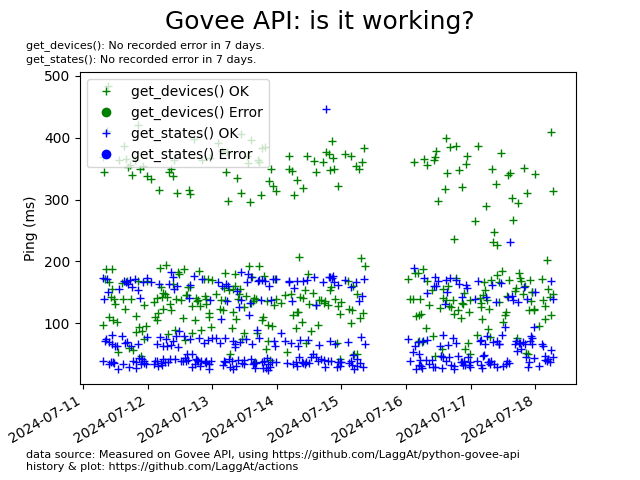 Govee API: is it working?
get_devices(): No recorded error in 7 days.
get_states(): No recorded error in 7 days.
500
400
300
200
100
Ping (ms)
get_devices() OK
get_devices() Error
get_states() OK
get_states() Error
2024-07-11
2024-07-12
2024-07-13
2024-07-14
2024-07-15
2024-07-16
2024-07-17
2024-07-18
data source: Measured on Govee API, using https://github.com/LaggAt/python-govee-api
history & plot: https://github.com/LaggAt/actions